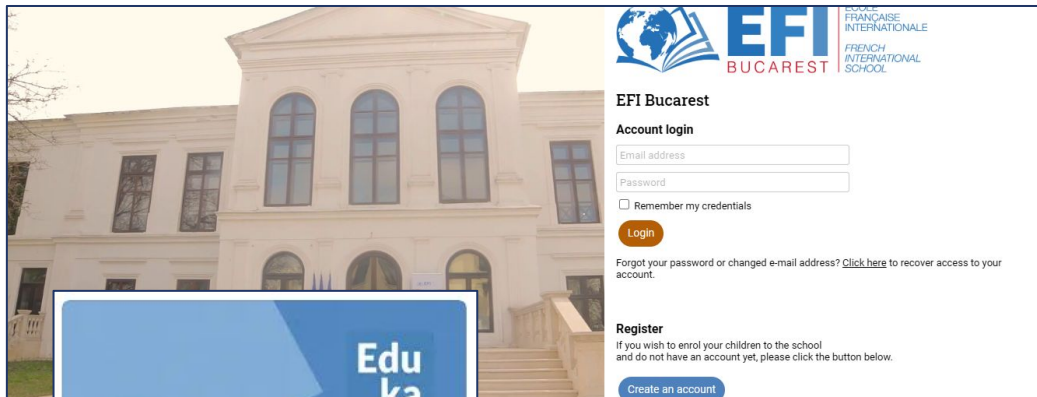 EFI
BUCAREST
ÉCOLE
FRANÇAISE
INTERNATIONALE
FRENCH
INTERNATIONAL
SCHOOL
EFI Bucarest
Account login
Email address
Password
Remember my credentials
Login
Forgot your password or changed e-mail address? Click here to recover access to your
account.
Register
If you wish to enrol your children to the school
and do not have an account yet, please click the button below.
Create an account
Edu
ka